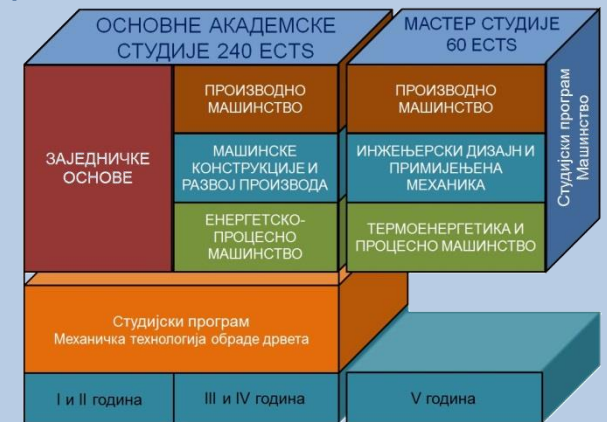 ОСНОВНЕ АКАДЕМСКЕ
СТУДИЈЕ 240 ECTS
МАСТЕР СТУДИЈЕ
60 ECTS
ЗАЈЕДНИЧКЕ
ОСНОВЕ
ПРОИЗВОДНО
МАШИНСТВО
МАШИНСКЕ
КОНСТРУКЦИЈЕ И
РАЗВОЈ ПРОИЗВОДА
ЕНЕРГЕТСКО-
ПРОЦЕСНО
МАШИНСТВО
ПРОИЗВОДНО
МАШИНСТВО
ИНЖЕЊЕРСКИ ДИЗАЈН И
ПРИМИЈЕЊЕНА
МЕХАНИКА
ТЕРМОЕНЕРГЕТИКА И
ПРОЦЕСНО МАШИНСТВО
Студијски програм
Машинство
Студијски програм
Механичка технологија обраде дрвета
I и II година
III и IV година
V година